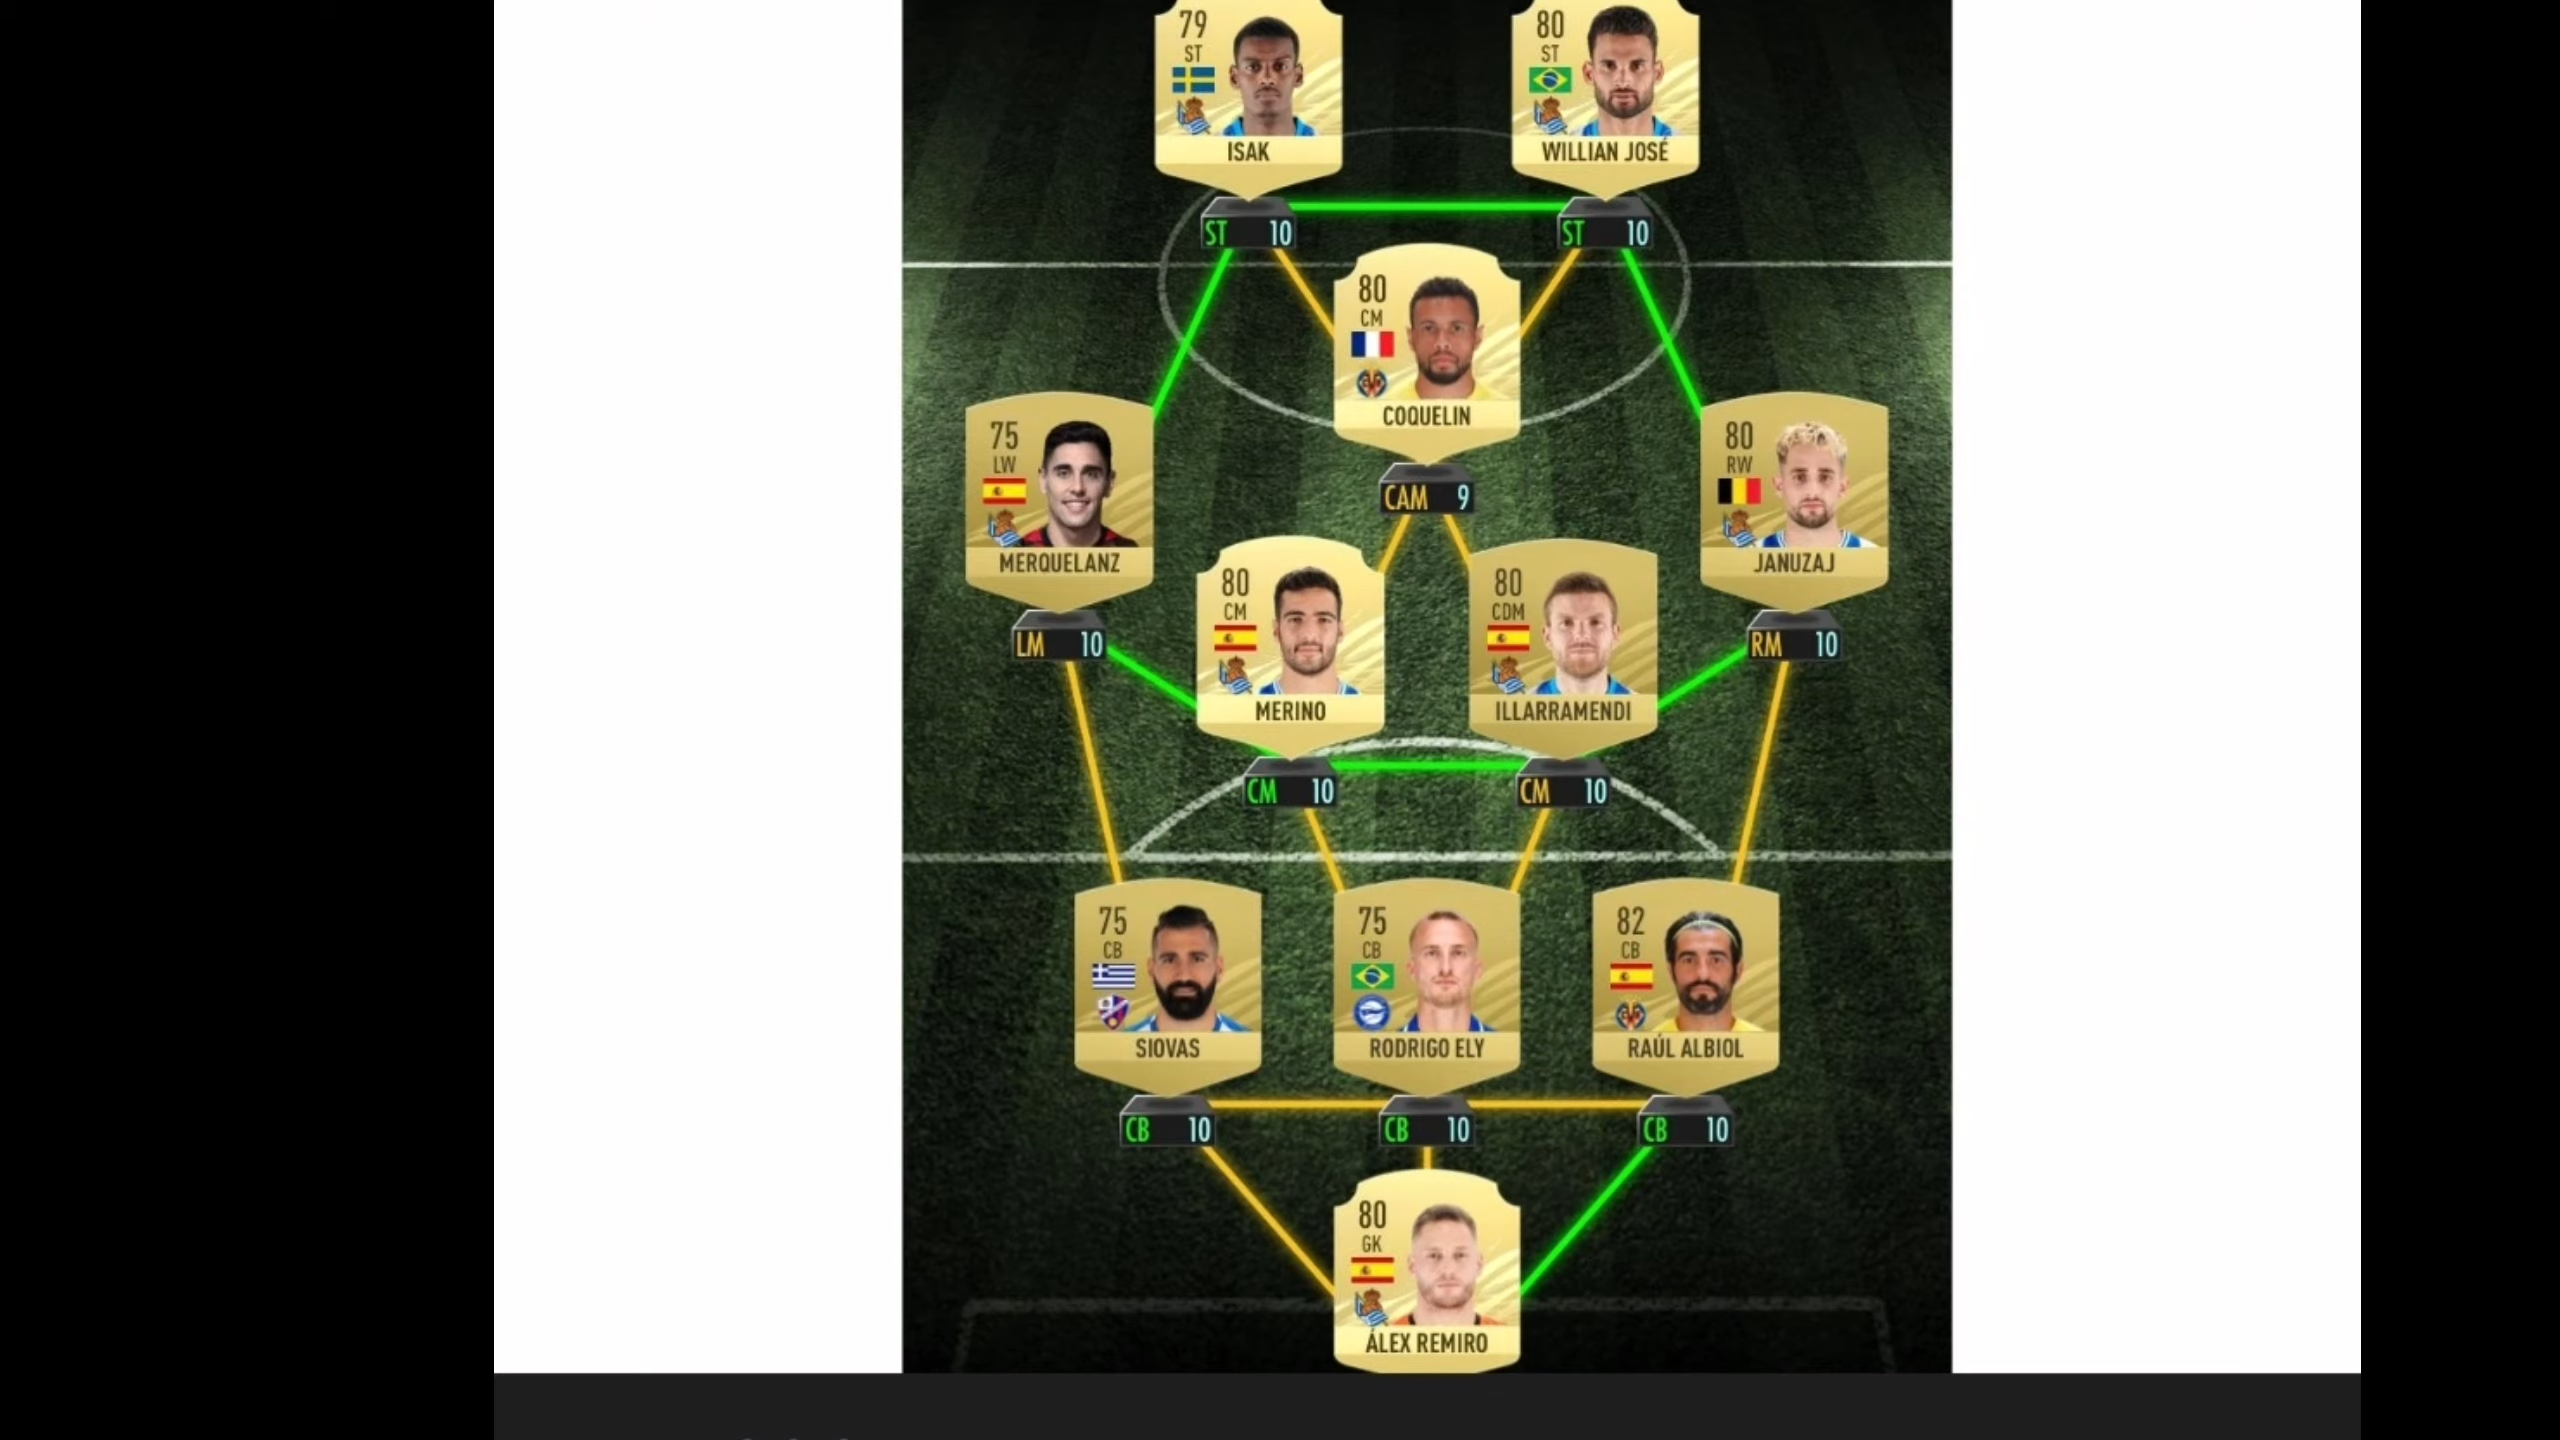 79
ST
ISAK
80
ST
WILLIAN JOSÉ
ST 10
ST 10
80
CM
COQUELIN
CAM 9
75
LW
MERQUELANZ
LM 10
80
RW
JANUZAJ
RM 10
80
CM
MERINO
CM 10
80
CDM
ILLARRAMENDI
CM 10
75
CB
SIOVAS
CB 10
75
CB
RODRIGO ELY
CB 10
82
CB
RAÚL ALBIOL
CB 10
80
GK
ÁLEX REMIRO